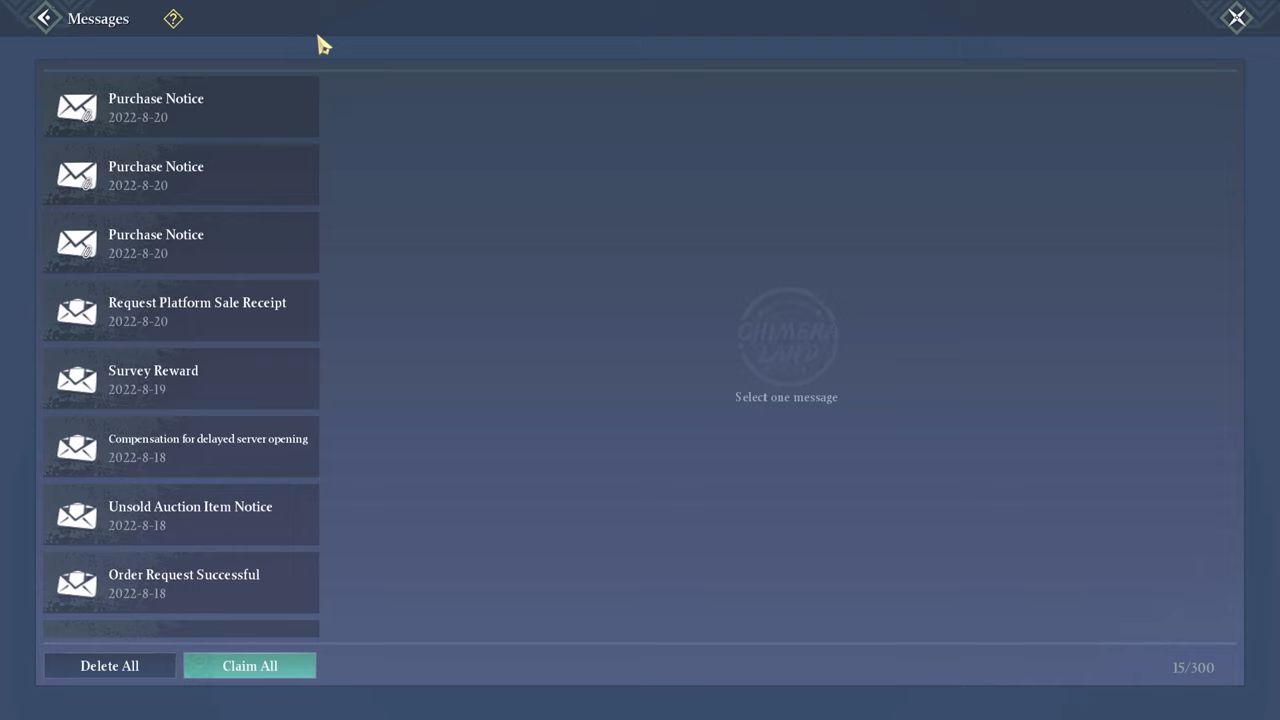 Messages
?
Purchase Notice
2022-8-20
Purchase Notice
2022-8-20
Purchase Notice
2022-8-20
Request Platform Sale Receipt
2022-8-20
Survey Reward
2022-8-19
Compensation for delayed server opening
2022-8-18
Unsold Auction Item Notice
2022-8-18
Order Request Successful
2022-8-18
CHIMERA
LAND
Select one message
Delete All
Claim All
15/300